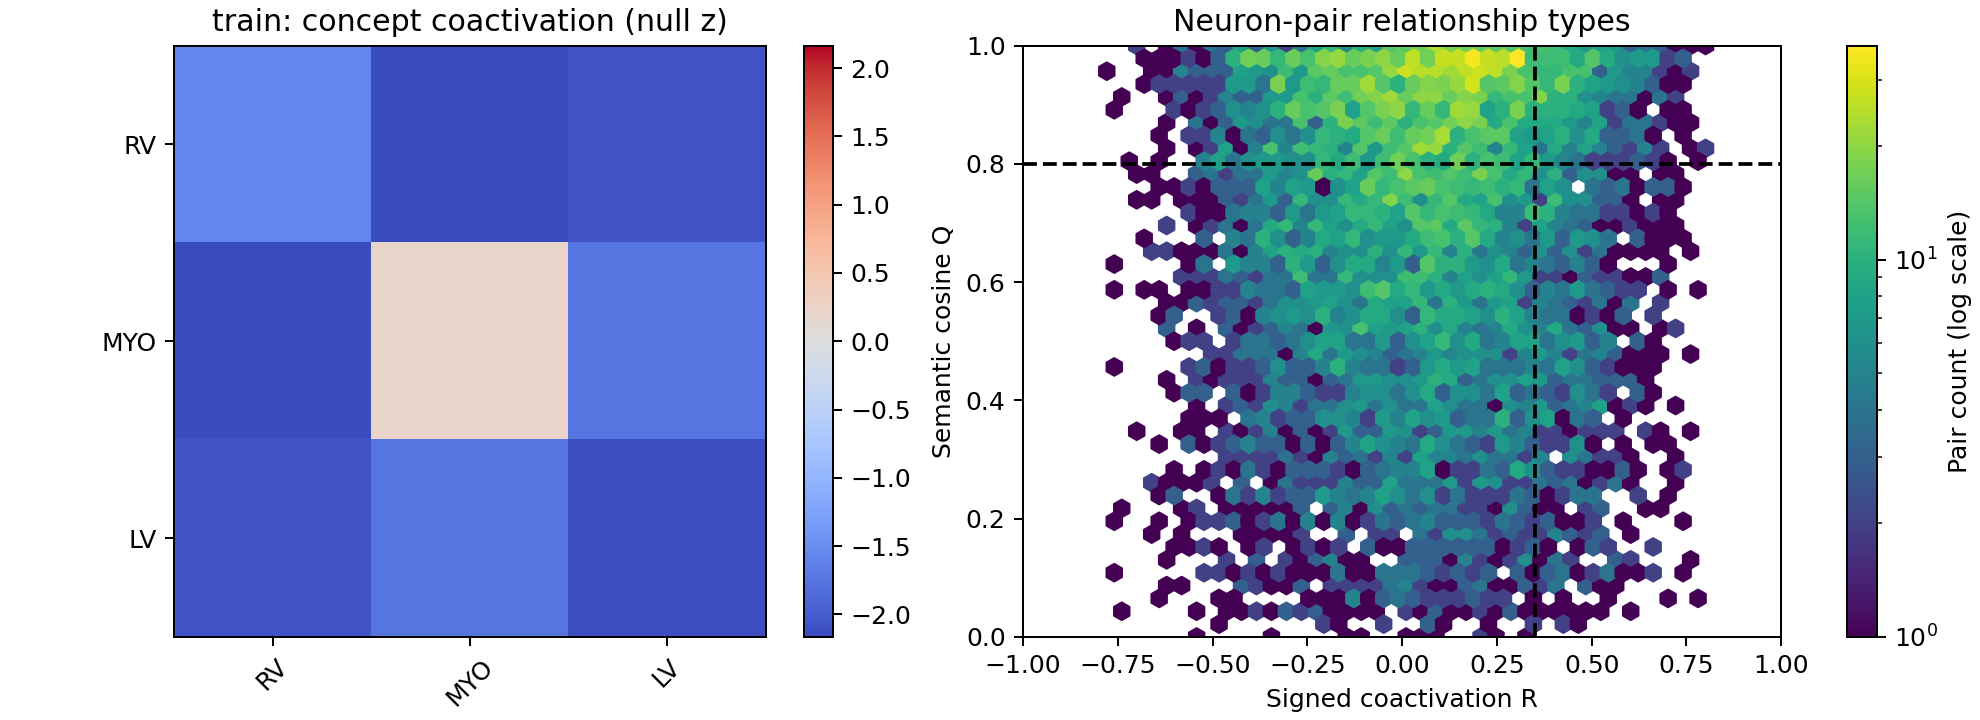 train: concept coactivation (null z)
RV
MYO
LV
RV
MYO
LV
2.0
1.5
1.0
0.5
0.0
−0.5
−1.0
−1.5
−2.0
Neuron-pair relationship types
Semantic cosine Q
1.0
0.8
0.6
0.4
0.2
0.0
−1.00 −0.75 −0.50 −0.25 0.00 0.25 0.50 0.75 1.00
Signed coactivation R
10¹
10⁰
Pair count (log scale)